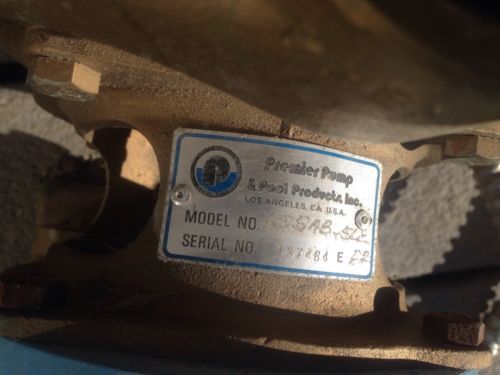 Premier Pump
& Pool Products, Inc.
LOS ANGELES, CA. U.S.A.
MODEL NO.
SERIAL NO. E